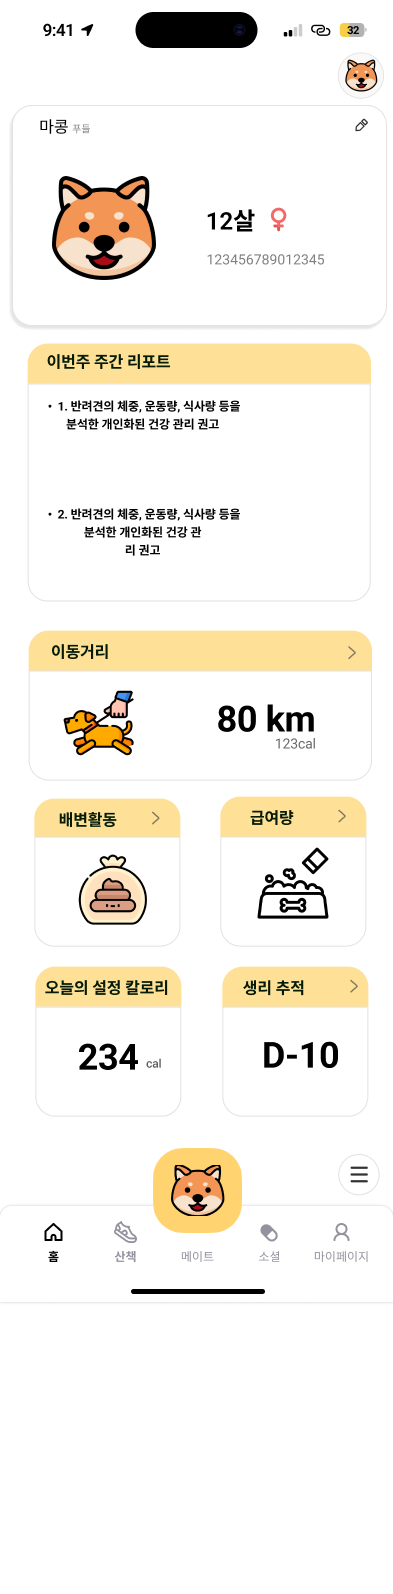 9:41
32
마콩 푸들
12살
123456789012345
이번주 주간 리포트
• 1. 반려견의 체중, 운동량, 식사량 등을
분석한 개인화된 건강 관리 권고
• 2. 반려견의 체중, 운동량, 식사량 등을
분석한 개인화된 건강 관
리 권고
이동거리
80 km
123cal
배변활동
급여량
오늘의 설정 칼로리
생리 추적
234 cal
D-10
홈 산책 메이트 소셜 마이페이지